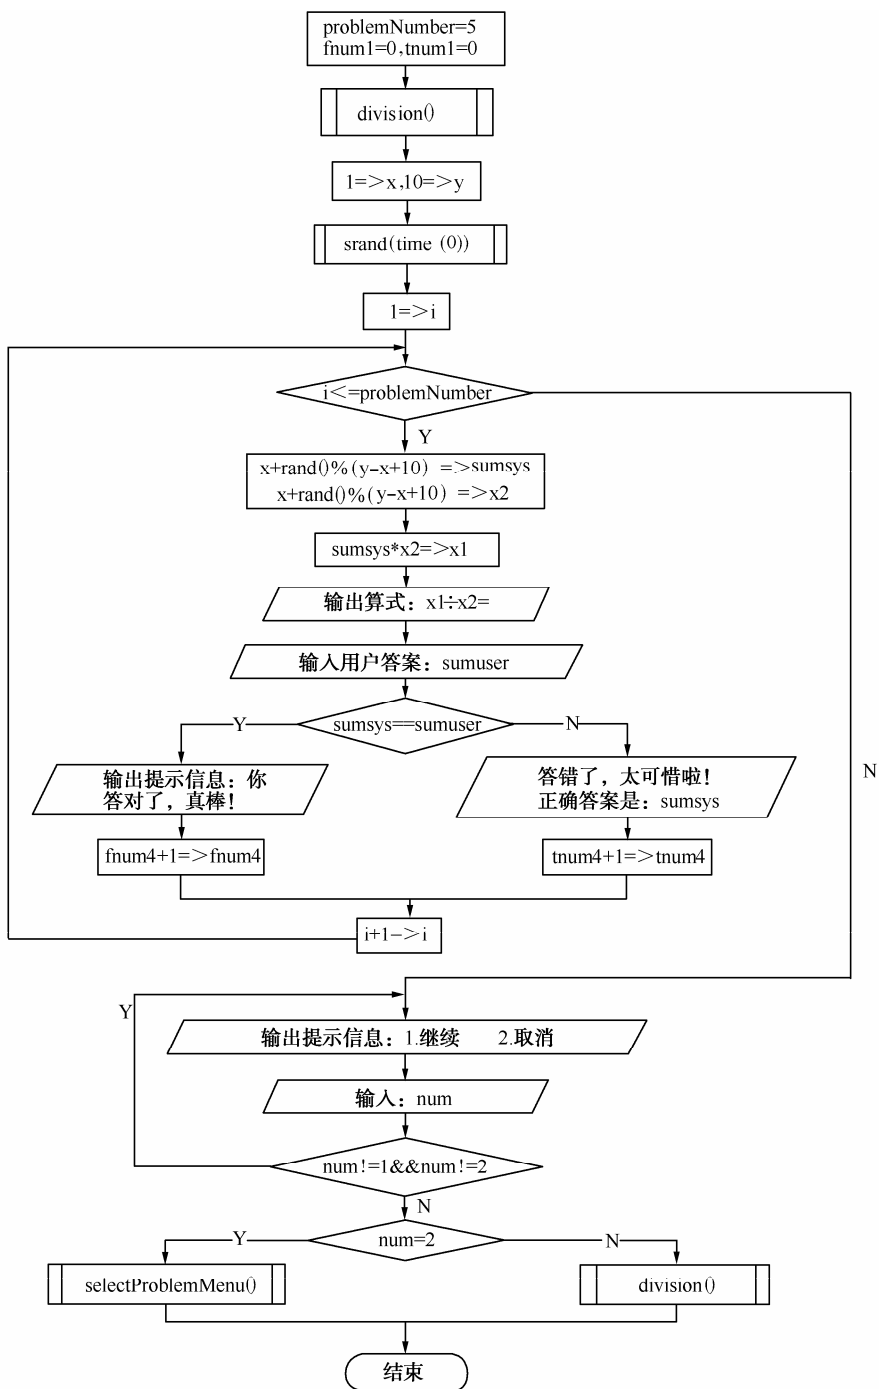 problemNumber=5
fnum1=0,tnum1=0
division()
1=>x,10=>y
srand(time (0))
1=>i
i<=problemNumber
Y
x+rand()%(y-x+10) =>sumsys
x+rand()%(y-x+10) =>x2
sumsys*x2=>x1
输出算式：x1÷x2=
输入用户答案：sumuser
Y
sumsys==sumuser
N
输出提示信息：你
答对了，真棒！
答错了，太可惜啦！
正确答案是：sumsys
N
fnum4+1=>fnum4
tnum4+1=>tnum4
i+1->i
Y
输出提示信息：1.继续 2.取消
输入：num
num!=1&&num!=2
N
Y
num=2
N
selectProblemMenu()
division()
结束